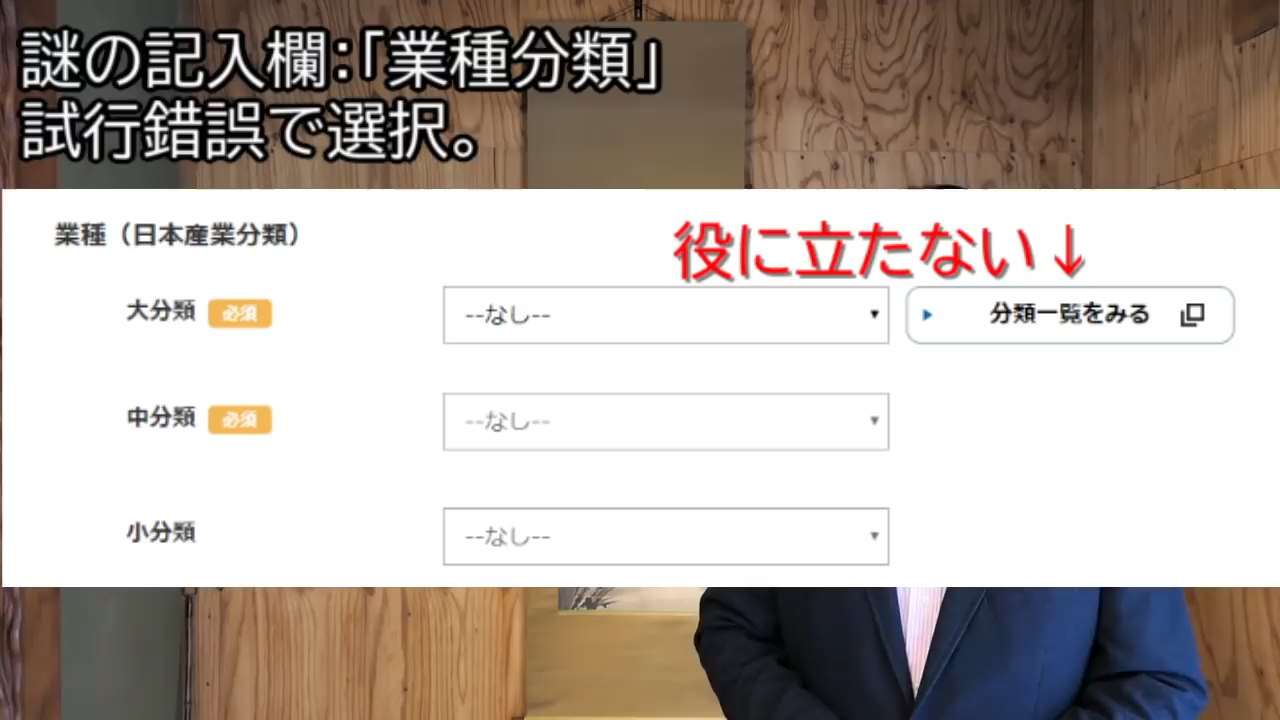 謎の記入欄:「業種分類」
試行錯誤で選択。
業種（日本産業分類）
役に立たない↓
大分類 必須 --なし-- 分類一覧をみる
中分類 必須 --なし--
小分類 --なし--